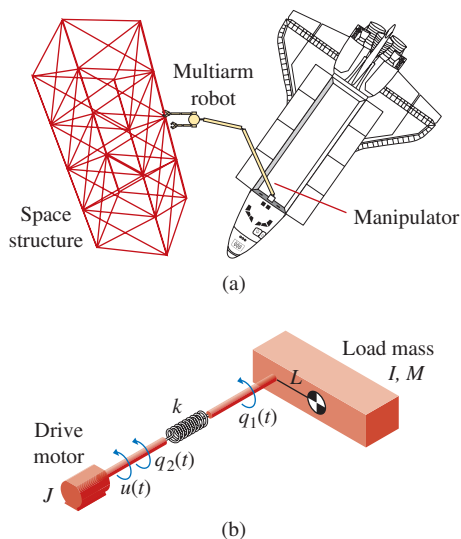 Multiarm
robot
Space
structure
Manipulator
(a)
Load mass
I, M
L
k
q1(t)
Drive
motor
q2(t)
u(t)
J
(b)